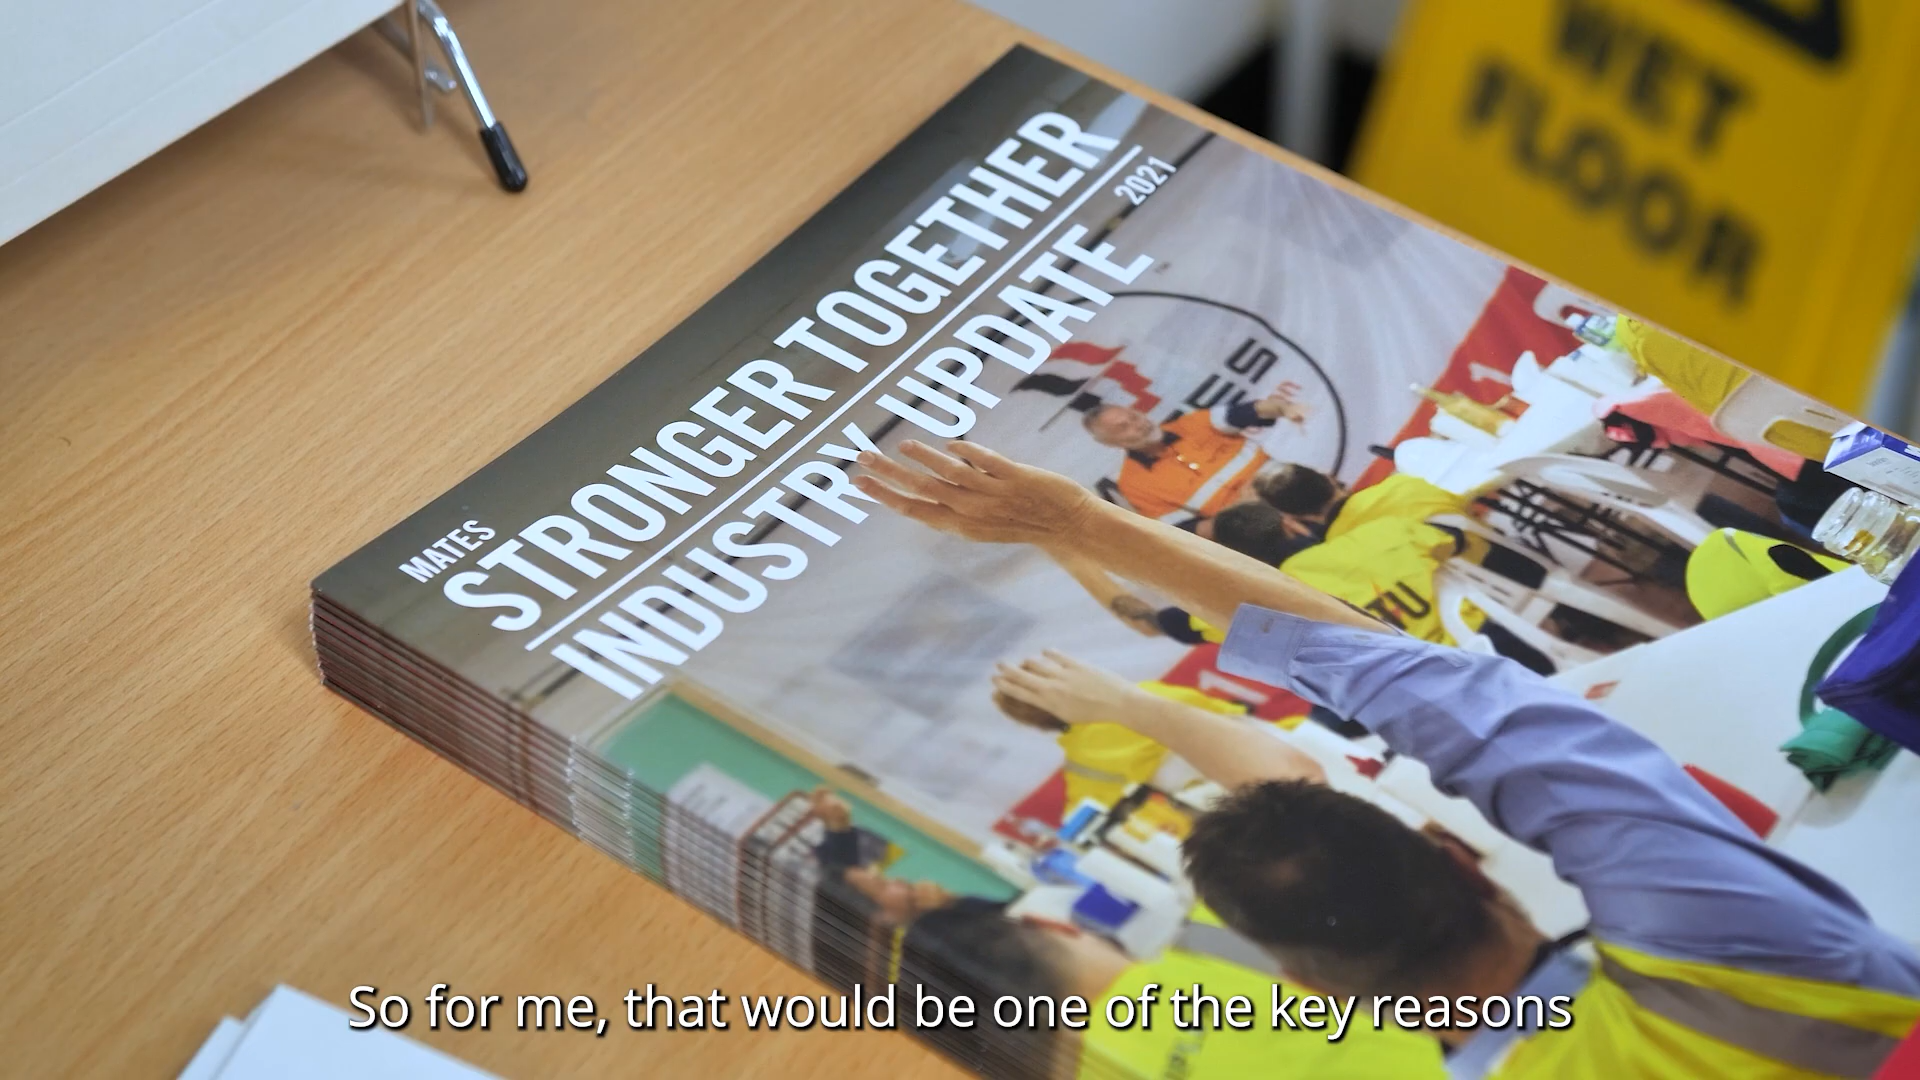 WET
FLOOR
MATES
STRONGER TOGETHER
INDUSTRY UPDATE
2021
So for me, that would be one of the key reasons